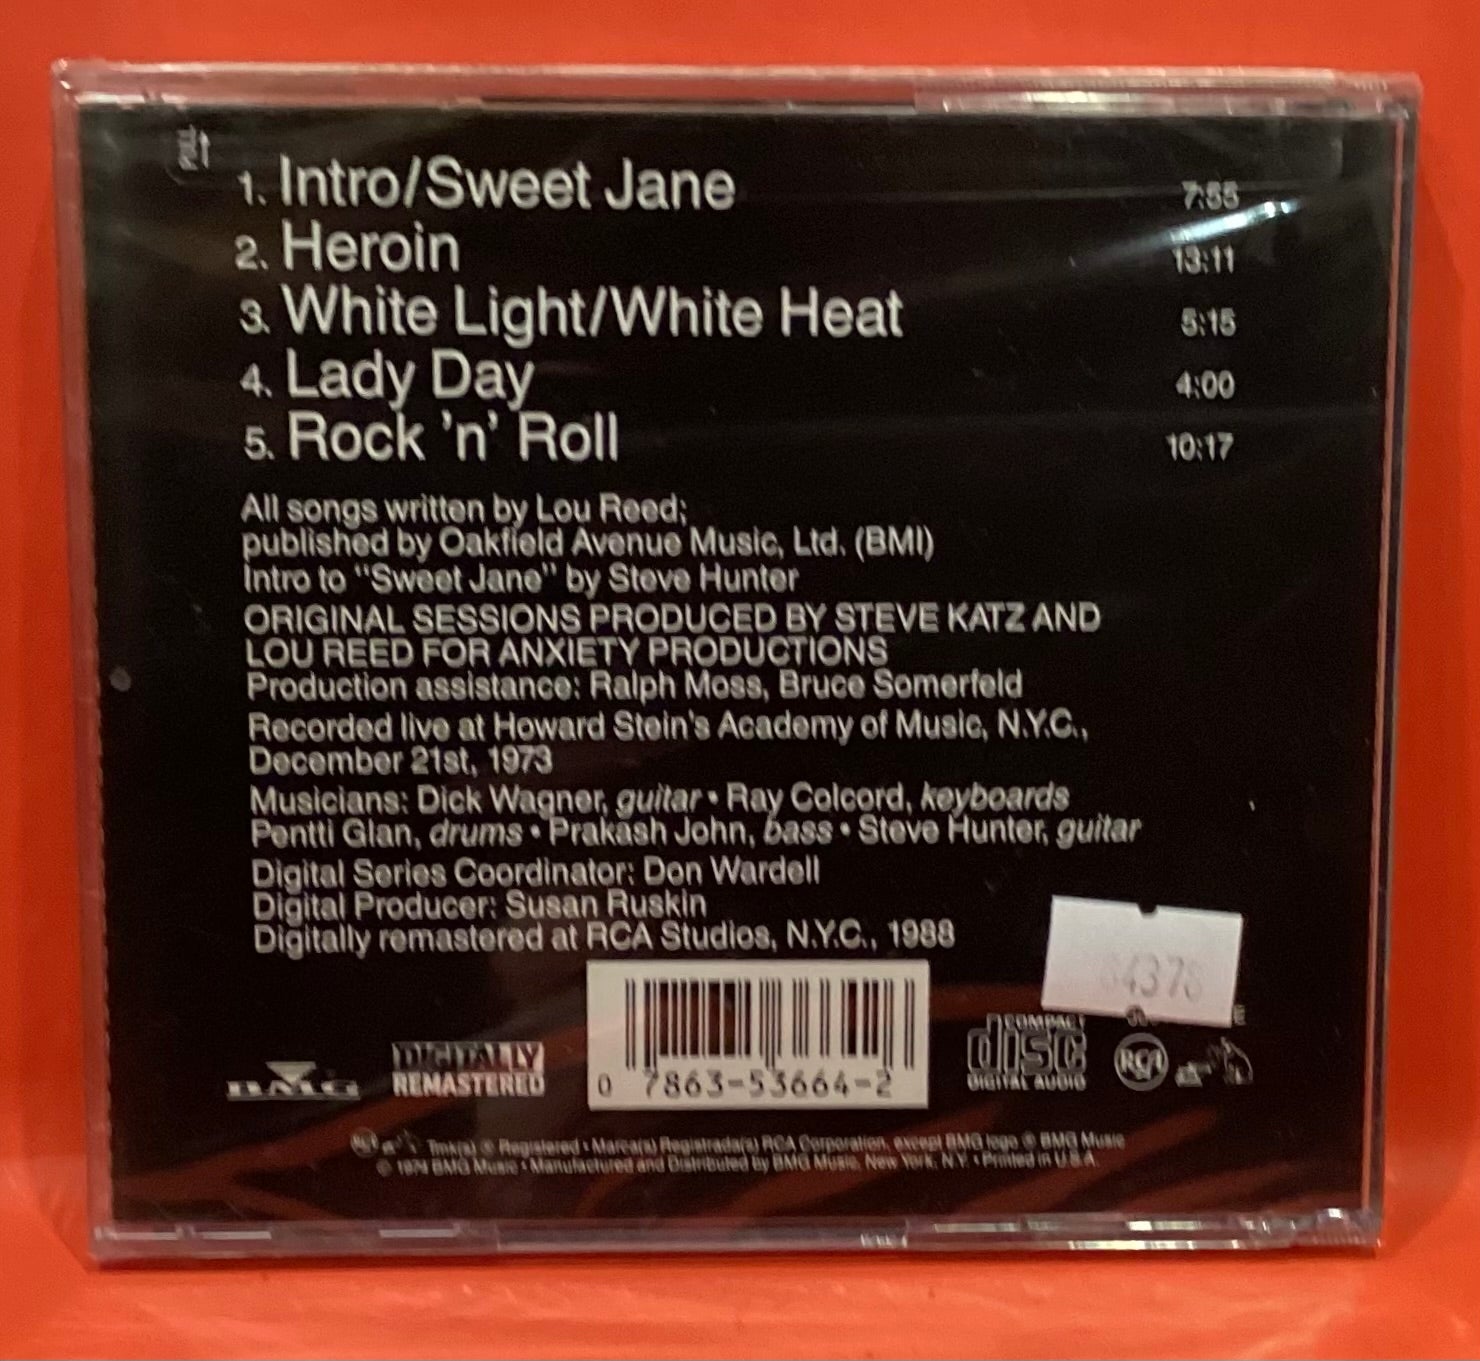 PULL
1. Intro/Sweet Jane 7:55
2. Heroin 13:11
3. White Light/White Heat 5:15
4. Lady Day 4:00
5. Rock 'n' Roll 10:17
All songs written by Lou Reed;
published by Oakfield Avenue Music, Ltd. (BMI)
Intro to "Sweet Jane" by Steve Hunter
ORIGINAL SESSIONS PRODUCED BY STEVE KATZ AND
LOU REED FOR ANXIETY PRODUCTIONS
Production assistance: Ralph Moss, Bruce Somerfeld
Recorded live at Howard Stein's Academy of Music, N.Y.C.,
December 21st, 1973
Musicians: Dick Wagner, guitar • Ray Colcord, keyboards
Pentti Glan, drums • Prakash John, bass • Steve Hunter, guitar
Digital Series Coordinator: Don Wardell
Digital Producer: Susan Ruskin
Digitally remastered at RCA Studios, N.Y.C., 1988
BMG
DIGITALLY
REMASTERED
0 7863-53664-2
COMPACT
disc
DIGITAL AUDIO
RCA
Tmk(s) ® Registered • Marca(s) Registrada(s) RCA Corporation, except BMG logo ® BMG Music
© 1974 BMG Music • Manufactured and Distributed by BMG Music, New York, N.Y. • Printed in U.S.A.